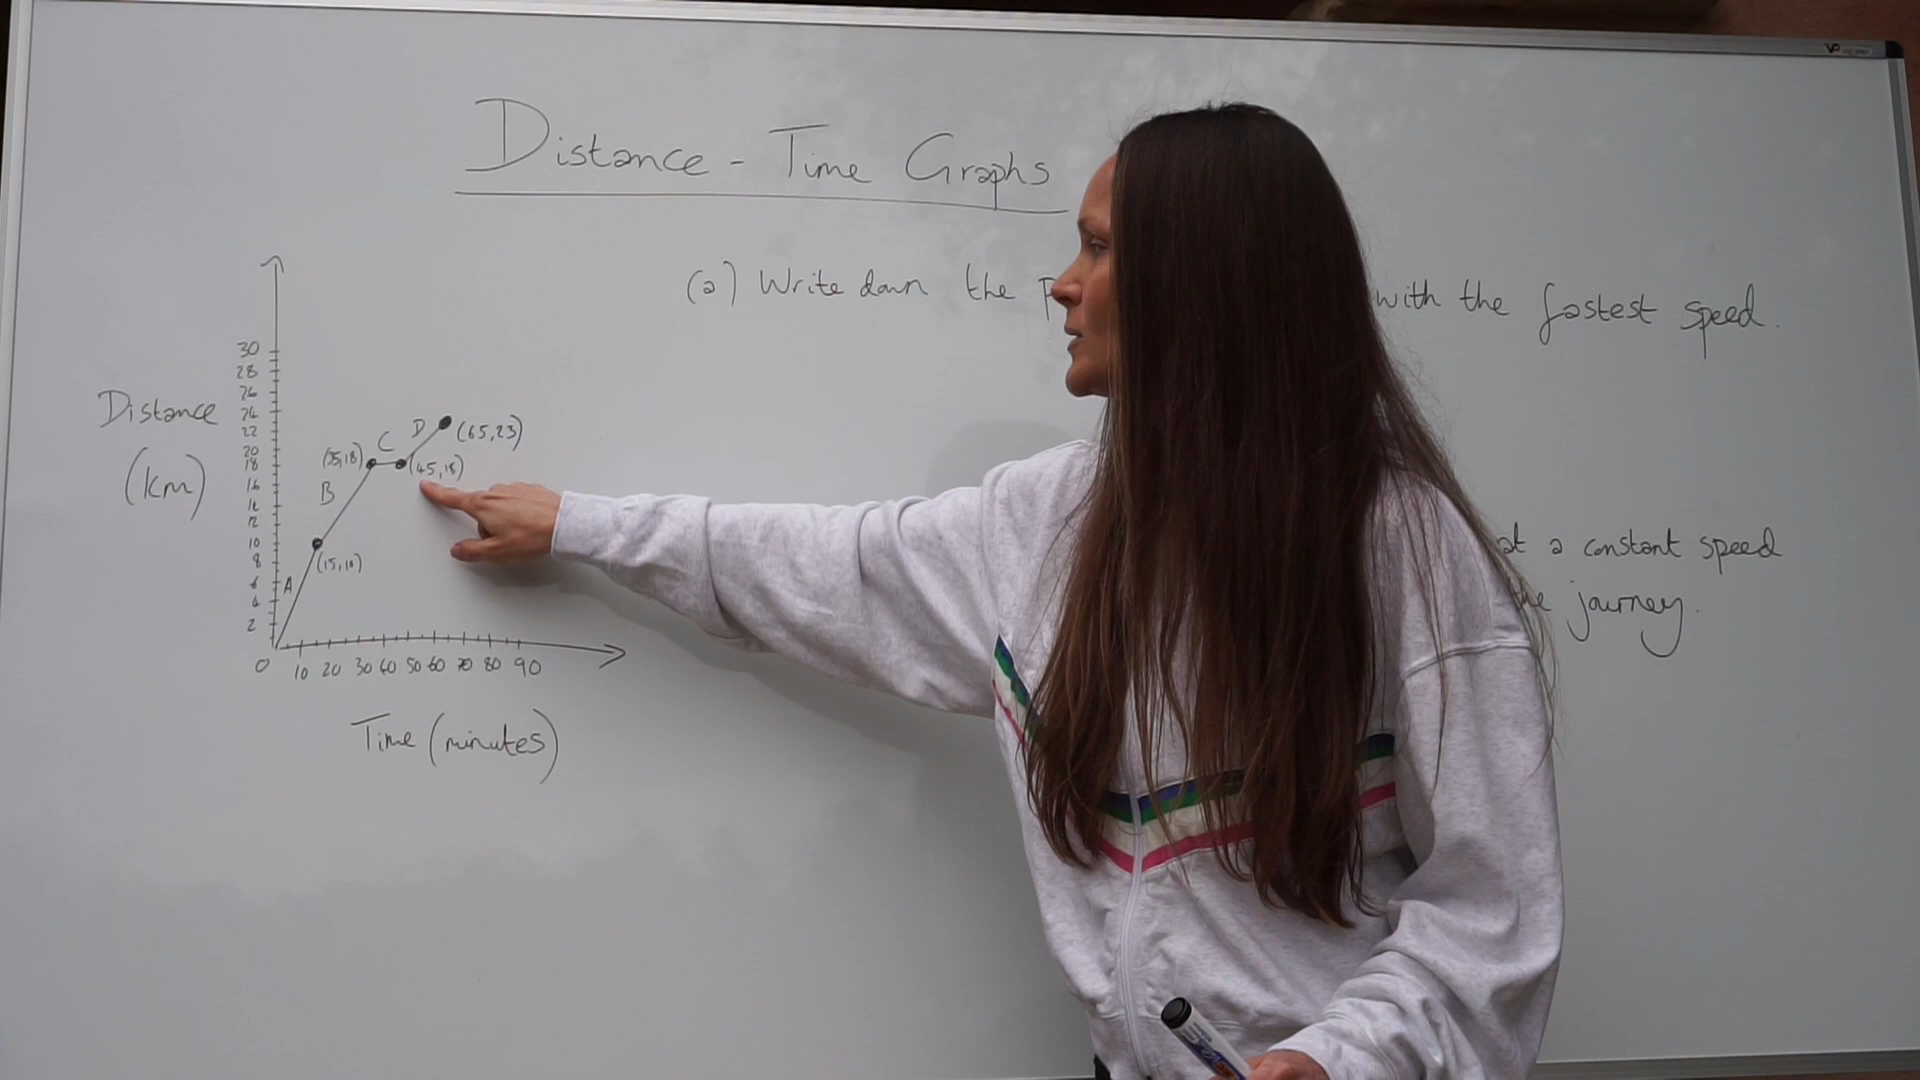 Distance - Time Graphs
(a) Write down the p
with the fastest speed.
at a constant speed
the journey.
Distance
(km)
30
28
26
24
22
20
18
16
14
12
10
8
6
4
2
0
10 20 30 40 50 60 70 80 90
Time (minutes)
A
(15,10)
B
(35,18)
C
(45,18)
D
(65,23)